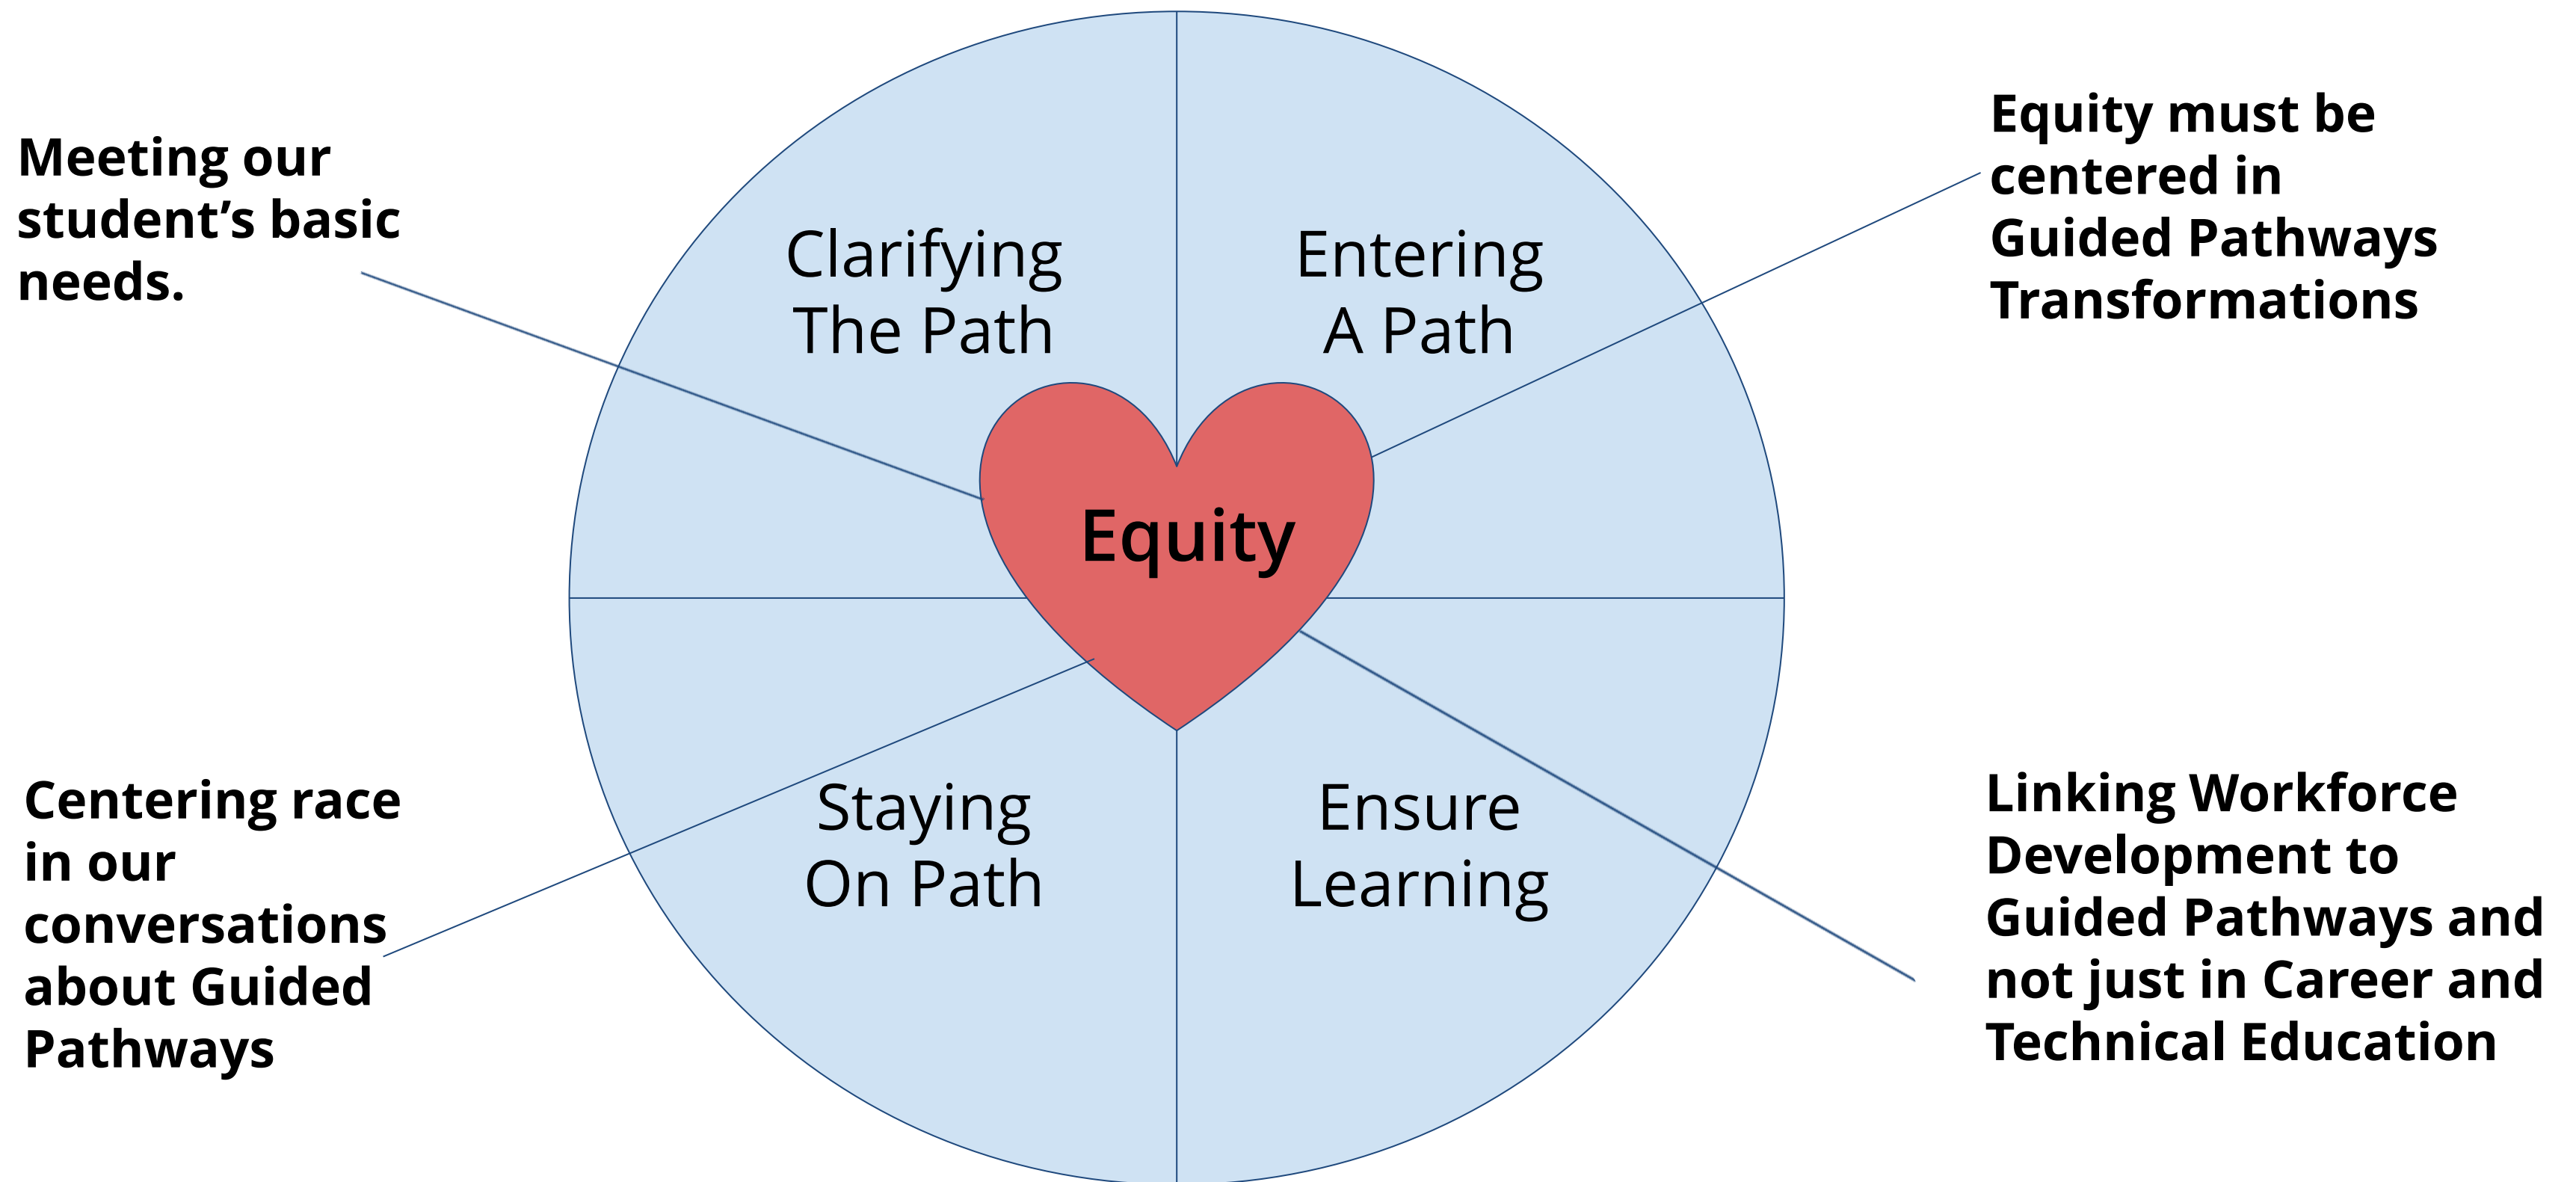 Meeting our
student’s basic
needs.
Clarifying
The Path
Entering
A Path
Equity must be
centered in
Guided Pathways
Transformations
Equity
Centering race
in our
conversations
about Guided
Pathways
Staying
On Path
Ensure
Learning
Linking Workforce
Development to
Guided Pathways and
not just in Career and
Technical Education